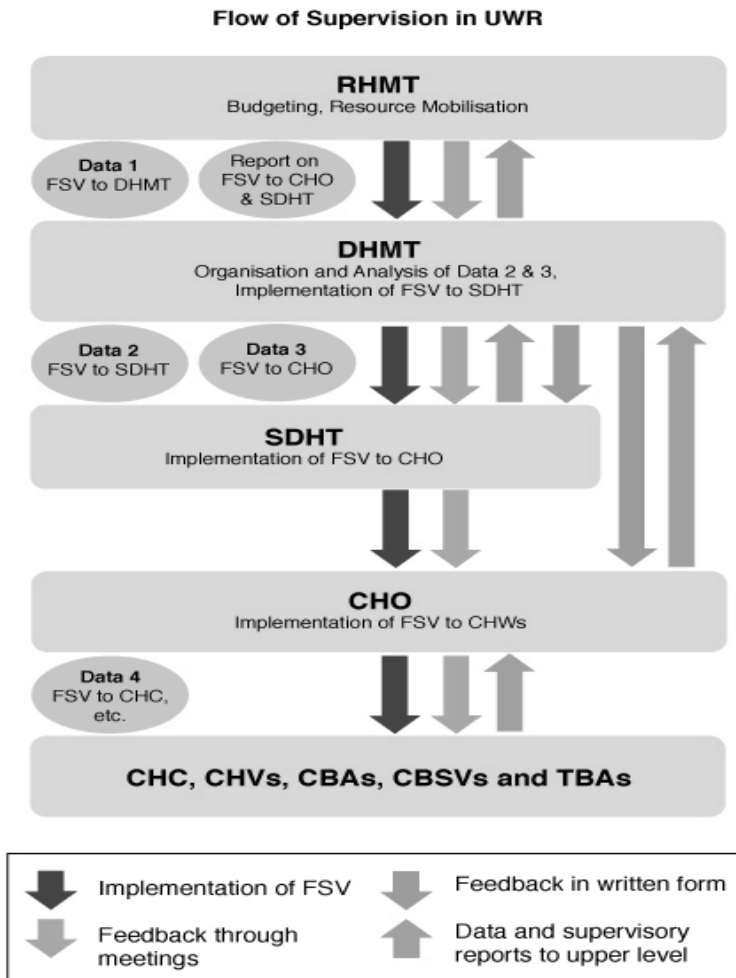 Flow of Supervision in UWR
RHMT
Budgeting, Resource Mobilisation
Data 1
FSV to DHMT
Report on
FSV to CHO
& SDHT
DHMT
Organisation and Analysis of Data 2 & 3,
Implementation of FSV to SDHT
Data 2
FSV to SDHT
Data 3
FSV to CHO
SDHT
Implementation of FSV to CHO
CHO
Implementation of FSV to CHWs
Data 4
FSV to CHC,
etc.
CHC, CHVs, CBAs, CBSVs and TBAs
Implementation of FSV
Feedback through
meetings
Feedback in written form
Data and supervisory
reports to upper level